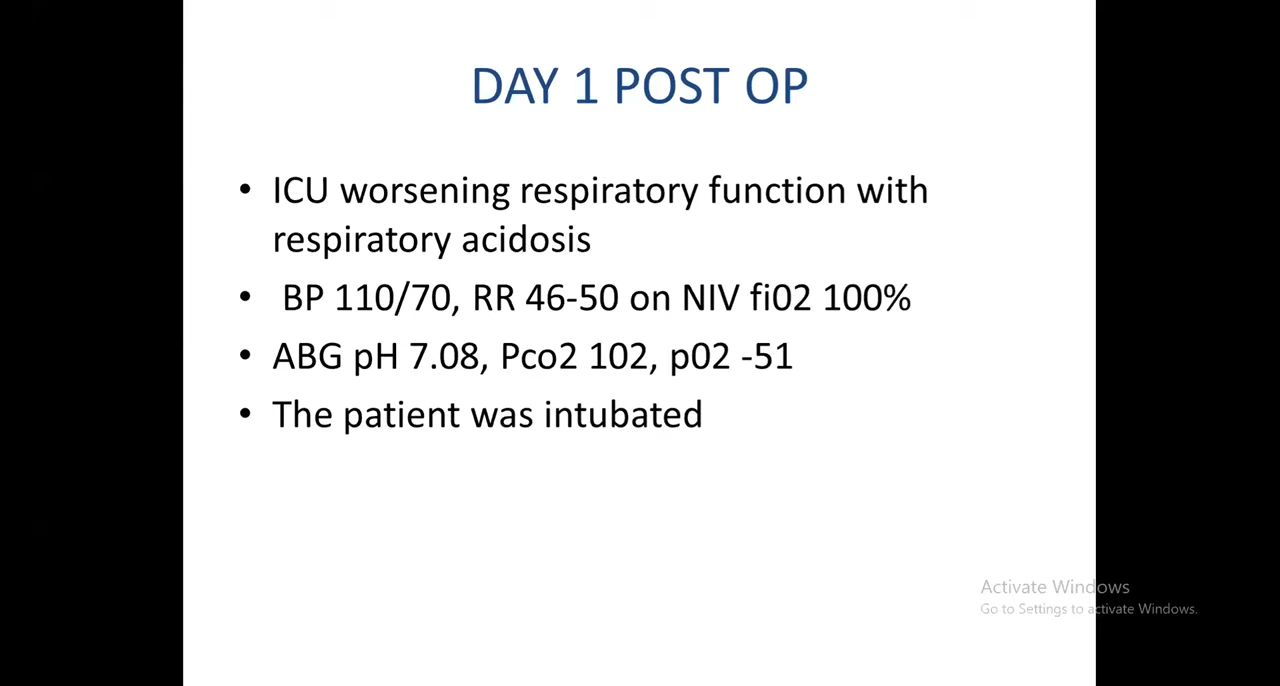 DAY 1 POST OP
• ICU worsening respiratory function with
respiratory acidosis
• BP 110/70, RR 46-50 on NIV fi02 100%
• ABG pH 7.08, Pco2 102, p02 -51
• The patient was intubated
Activate Windows
Go to Settings to activate Windows.